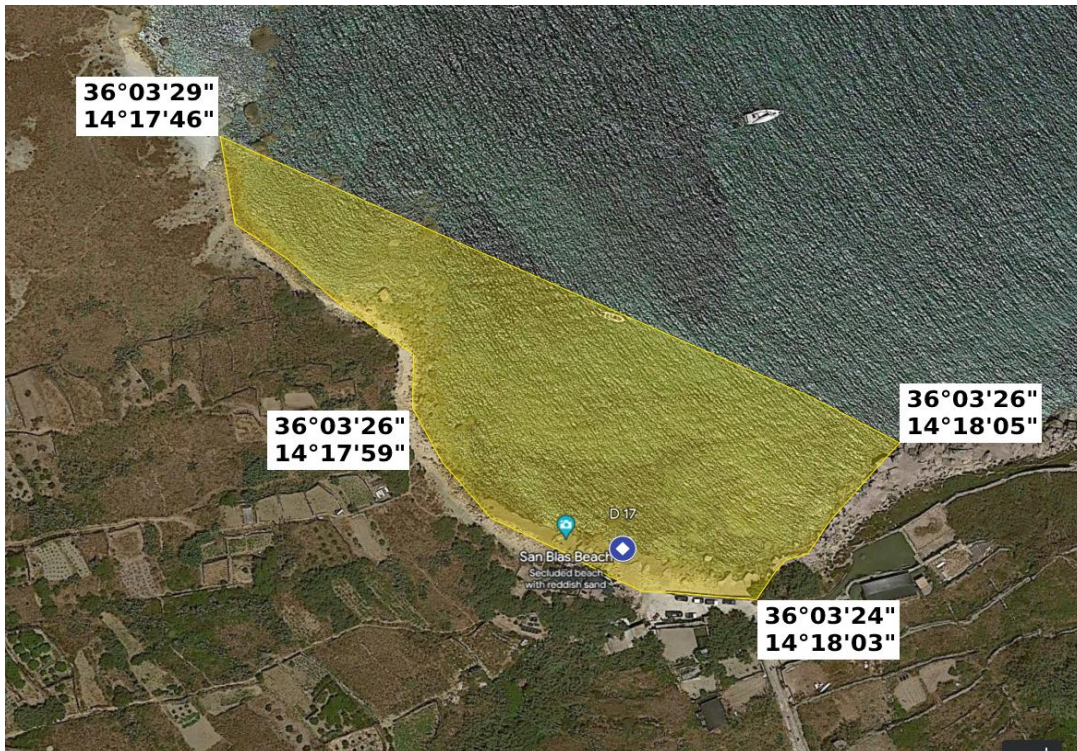 36°03'29"
14°17'46"
36°03'26"
14°18'05"
36°03'26"
14°17'59"
D 17
San Blas Beach
Secluded beach
with reddish sand
36°03'24"
14°18'03"